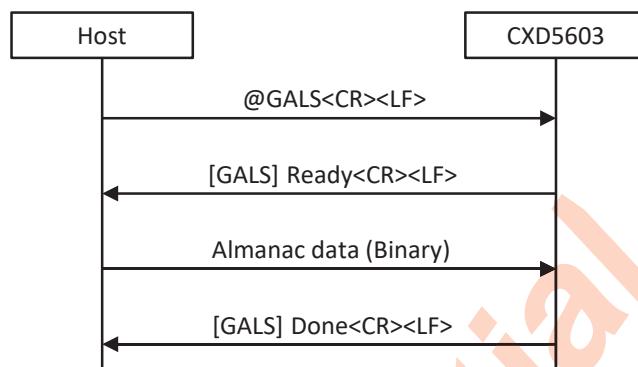 Host
CXD5603
@GALS<CR><LF>
[GALS] Ready<CR><LF>
Almanac data (Binary)
[GALS] Done<CR><LF>